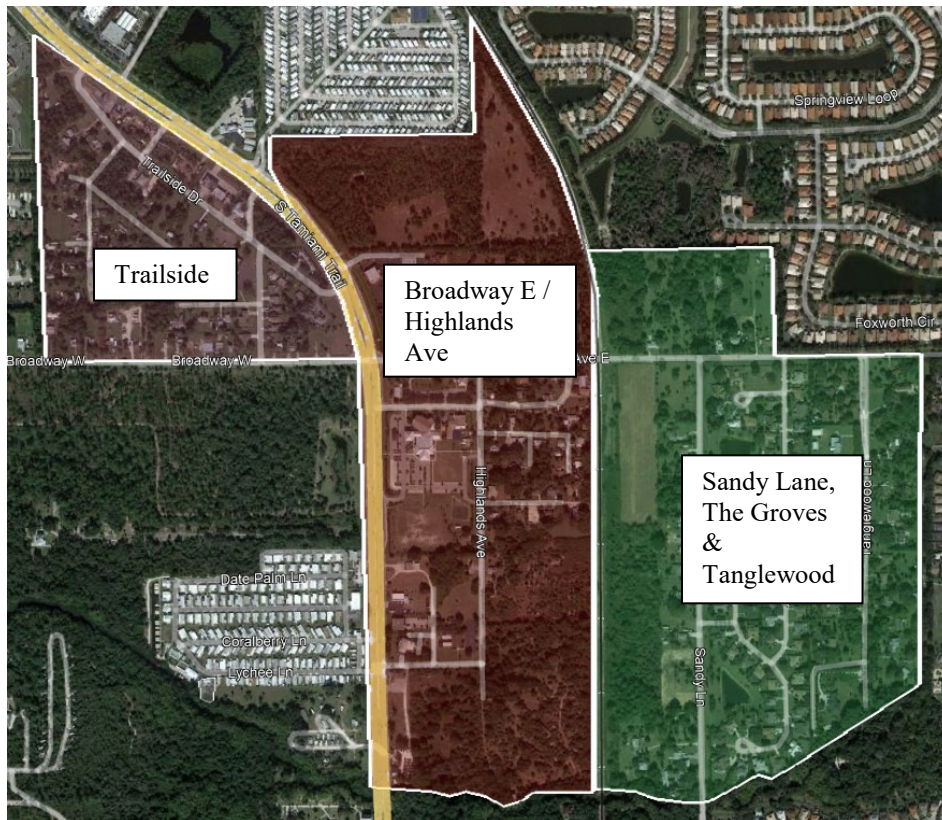 Springview Loop
Trailside Dr
S Tamiami Trail
Trailside
Broadway E /
Highlands
Ave
Foxworth Cir
Broadway W
Broadway W
Ave E
Highlands Ave
Sandy Lane,
The Groves
&
Tanglewood
Tanglewood Ln
Date Palm Ln
Coralberry Ln
Lychee Ln
Sandy Ln